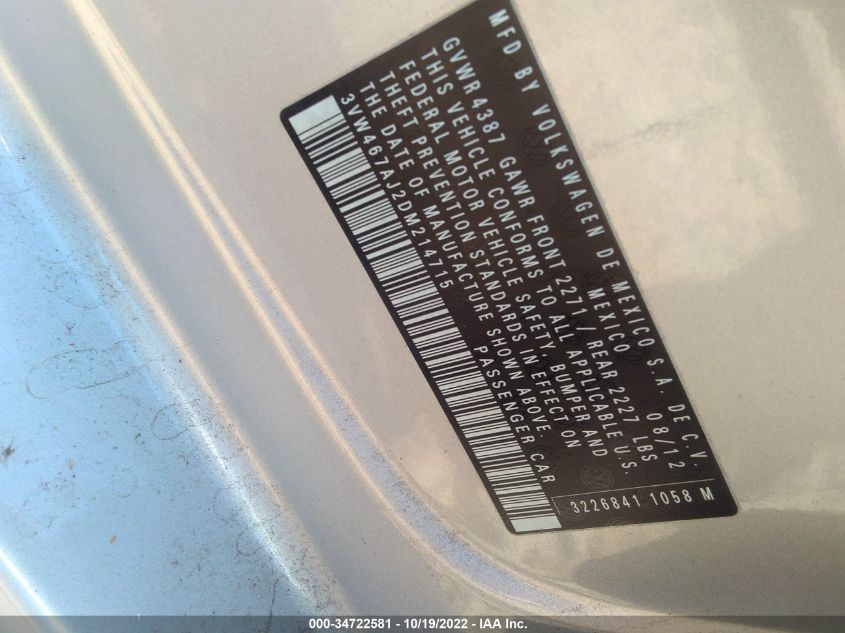 MFD BY VOLKSWAGEN DE MEXICO S.A. DE C.V.
MEXICO 08/12
GVWR 4387 GAWR FRONT 2271 / REAR 2227 LBS
THIS VEHICLE CONFORMS TO ALL APPLICABLE U.S.
FEDERAL MOTOR VEHICLE SAFETY, BUMPER AND
THEFT PREVENTION STANDARDS IN EFFECT ON
THE DATE OF MANUFACTURE SHOWN ABOVE.
3VW467AJ2DM214715 PASSENGER CAR
3226841 1058 M
000-34722581 - 10/19/2022 - IAA Inc.